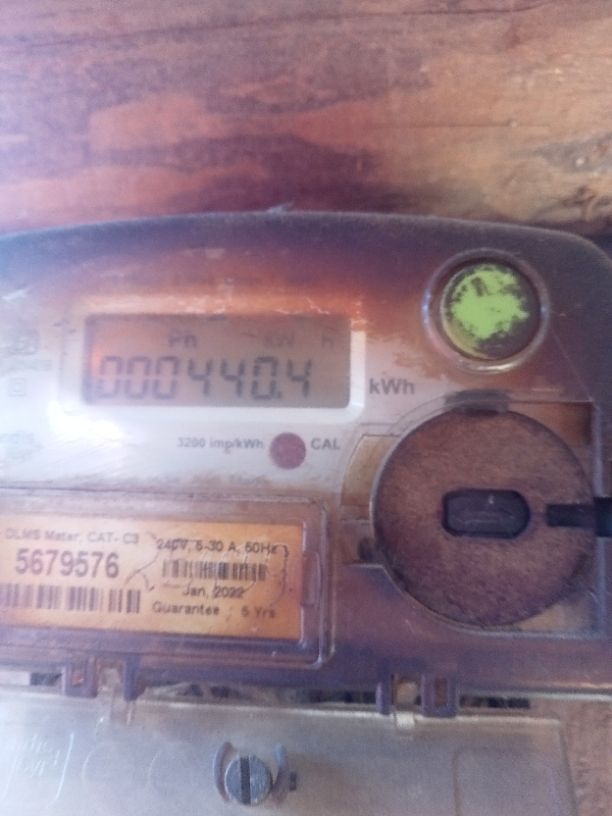 Ph kW h
000440.4
kWh
3200 imp/kWh CAL
DLMS Meter, CAT- C3
5679576
240V, 5-30 A, 50Hz
Jan, 2022
Guarantee : 5 Yrs